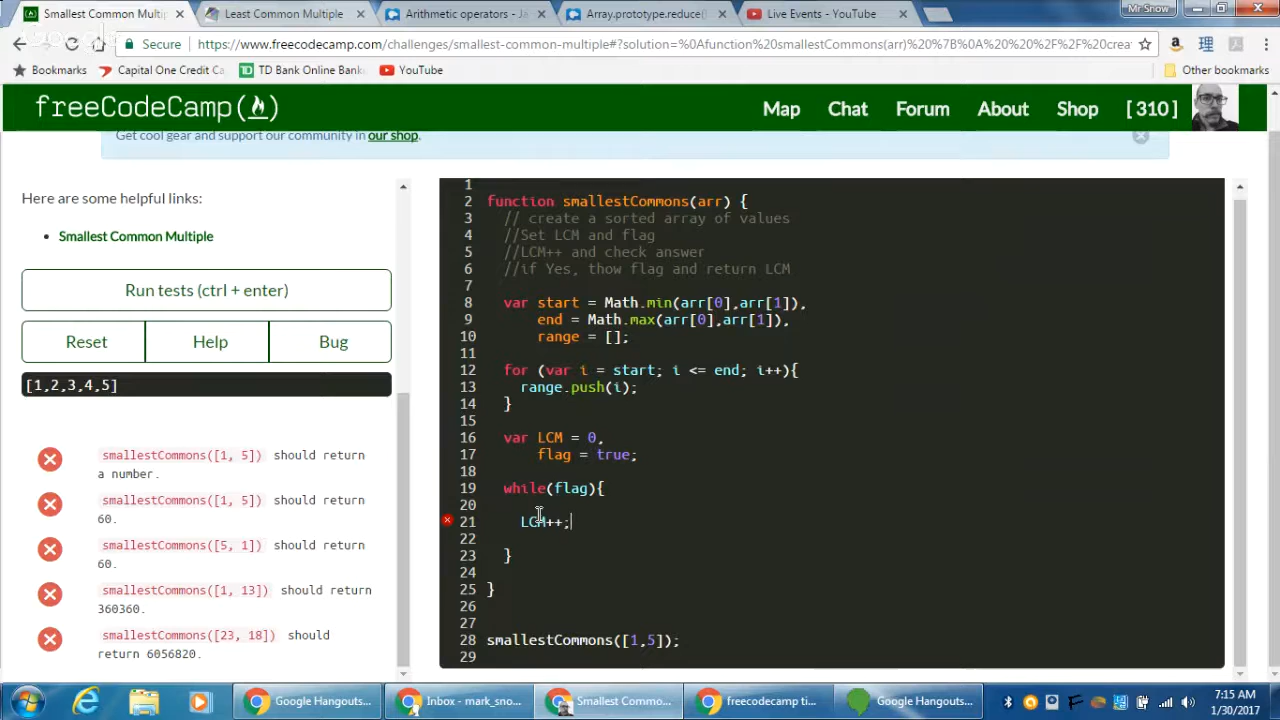 Smallest Common Multip
Least Common Multiple
Arithmetic operators - Ja
Array.prototype.reduce(
Live Events - YouTube
Mr Snow
Secure
https://www.freecodecamp.com/challenges/smallest-common-multiple#?solution=%0Afunction%20smallestCommons(arr)%20%7B%0A%20%20%2F%2F%20crea
Bookmarks
Capital One Credit Ca
TD Bank Online Bank
YouTube
Other bookmarks
freeCodeCamp(
)
Map
Chat
Forum
About
Shop
[ 310 ]
Get cool gear and support our community in our shop.
Here are some helpful links:
Smallest Common Multiple
Run tests (ctrl + enter)
Reset
Help
Bug
[1,2,3,4,5]
smallestCommons([1, 5]) should return
a number.
smallestCommons([1, 5]) should return
60.
smallestCommons([5, 1]) should return
60.
smallestCommons([1, 13]) should return
360360.
smallestCommons([23, 18]) should
return 6056820.
1
2 function smallestCommons(arr) {
3 // create a sorted array of values
4 //Set LCM and flag
5 //LCM++ and check answer
6 //if Yes, thow flag and return LCM
7
8 var start = Math.min(arr[0],arr[1]),
9 end = Math.max(arr[0],arr[1]),
10 range = [];
11
12 for (var i = start; i <= end; i++){
13 range.push(i);
14 }
15
16 var LCM = 0,
17 flag = true;
18
19 while(flag){
20
21 LCM++;
22
23 }
24
25 }
26
27
28 smallestCommons([1,5]);
29
Google Hangouts...
Inbox - mark_sno...
Smallest Commo...
freecodecamp ti...
Google Hangouts...
7:15 AM
1/30/2017